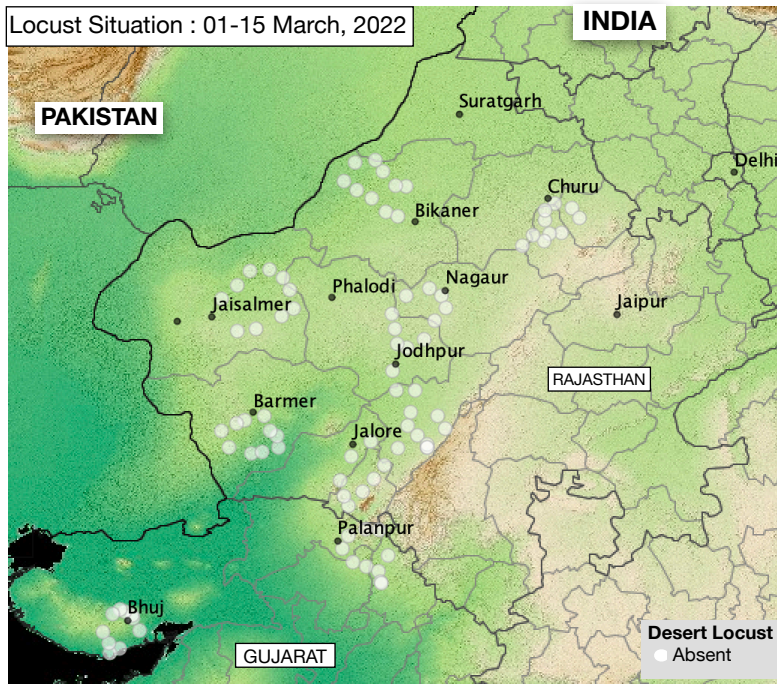 Locust Situation : 01-15 March, 2022
INDIA
PAKISTAN
Suratgarh
Delhi
Churu
Bikaner
Phalodi
Nagaur
Jaisalmer
Jaipur
Jodhpur
RAJASTHAN
Barmer
Jalore
Palanpur
Bhuj
GUJARAT
Desert Locust
Absent